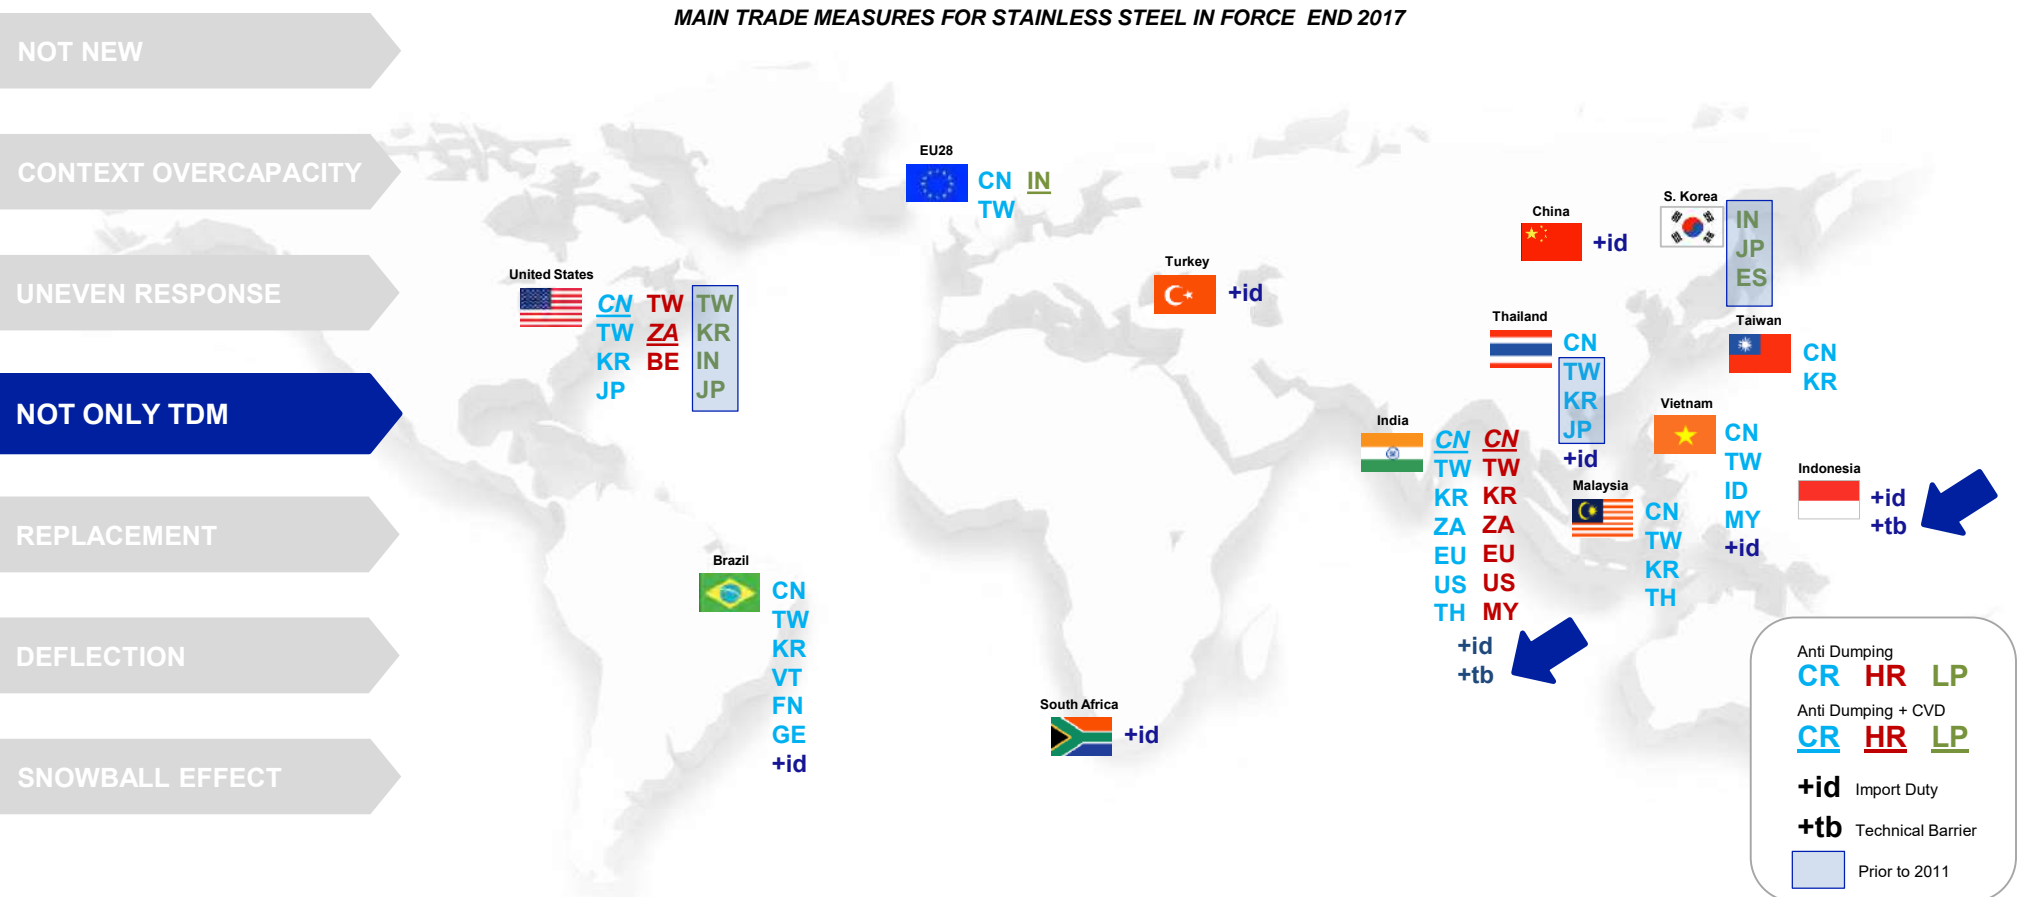 MAIN TRADE MEASURES FOR STAINLESS STEEL IN FORCE END 2017
NOT NEW
CONTEXT OVERCAPACITY
UNEVEN RESPONSE
NOT ONLY TDM
REPLACEMENT
DEFLECTION
SNOWBALL EFFECT
United States
CN TW TW
TW ZA KR
KR BE IN
JP JP
Brazil
CN
TW
KR
VT
FN
GE
+id
EU28
CN IN
TW
Turkey
+id
South Africa
+id
China
+id
S. Korea
IN
JP
ES
Thailand
CN
TW
KR
JP
+id
Taiwan
CN
KR
India
CN CN
TW TW
KR KR
ZA ZA
EU EU
US US
TH MY
+id
+tb
Malaysia
CN
TW
KR
TH
Vietnam
CN
TW
ID
MY
+id
Indonesia
+id
+tb
Anti Dumping
CR HR LP
Anti Dumping + CVD
CR HR LP
+id Import Duty
+tb Technical Barrier
Prior to 2011